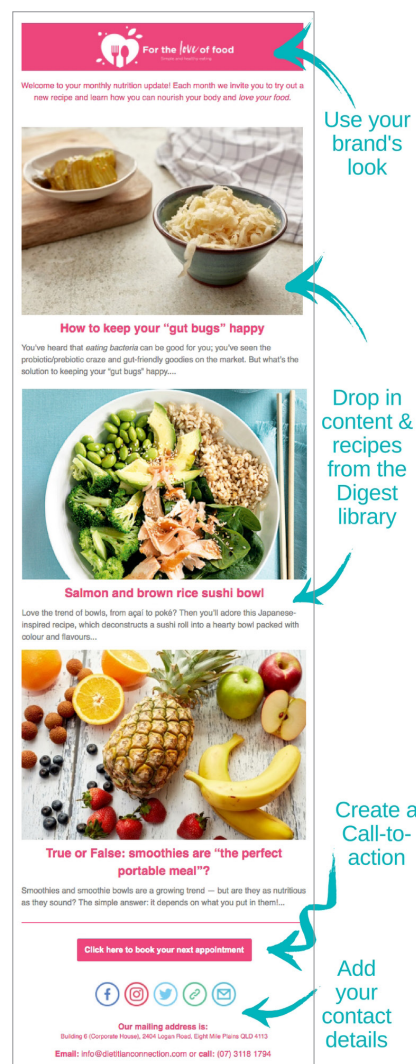 For the love of food
Simple and healthy eating
Welcome to your monthly nutrition update! Each month we invite you to try out a
new recipe and learn how you can nourish your body and love your food.
Use your
brand's
look
How to keep your “gut bugs” happy
You've heard that eating bacteria can be good for you; you've seen the
probiotic/prebiotic craze and gut-friendly goodies on the market. But what's the
solution to keeping your “gut bugs” happy....
Drop in
content &
recipes
from the
Digest
library
Salmon and brown rice sushi bowl
Love the trend of bowls, from açaí to poké? Then you'll adore this Japanese-
inspired recipe, which deconstructs a sushi roll into a hearty bowl packed with
colour and flavours...
True or False: smoothies are “the perfect
portable meal”?
Smoothies and smoothie bowls are a growing trend — but are they as nutritious
as they sound? The simple answer: it depends on what you put in them!...
Create a
Call-to-
action
Click here to book your next appointment
Add
your
contact
details
Our mailing address is:
Building 6 (Corporate House), 2404 Logan Road, Eight Mile Plains QLD 4113
Email: info@dietitianconnection.com or call: (07) 3118 1794